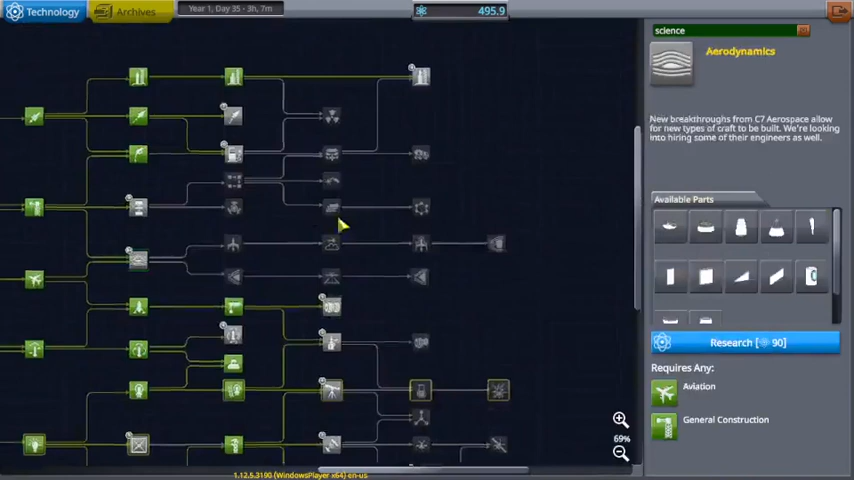 Technology
Archives
Year 1, Day 35 - 3h, 7m
495.9
science
Aerodynamics
New breakthroughs from C7 Aerospace allow
for new types of craft to be built. We're looking
into hiring some of their engineers as well.
Available Parts
Research [ 90]
Requires Any:
Aviation
General Construction
69%
1.12.5.3190 (WindowsPlayer x64) en-us